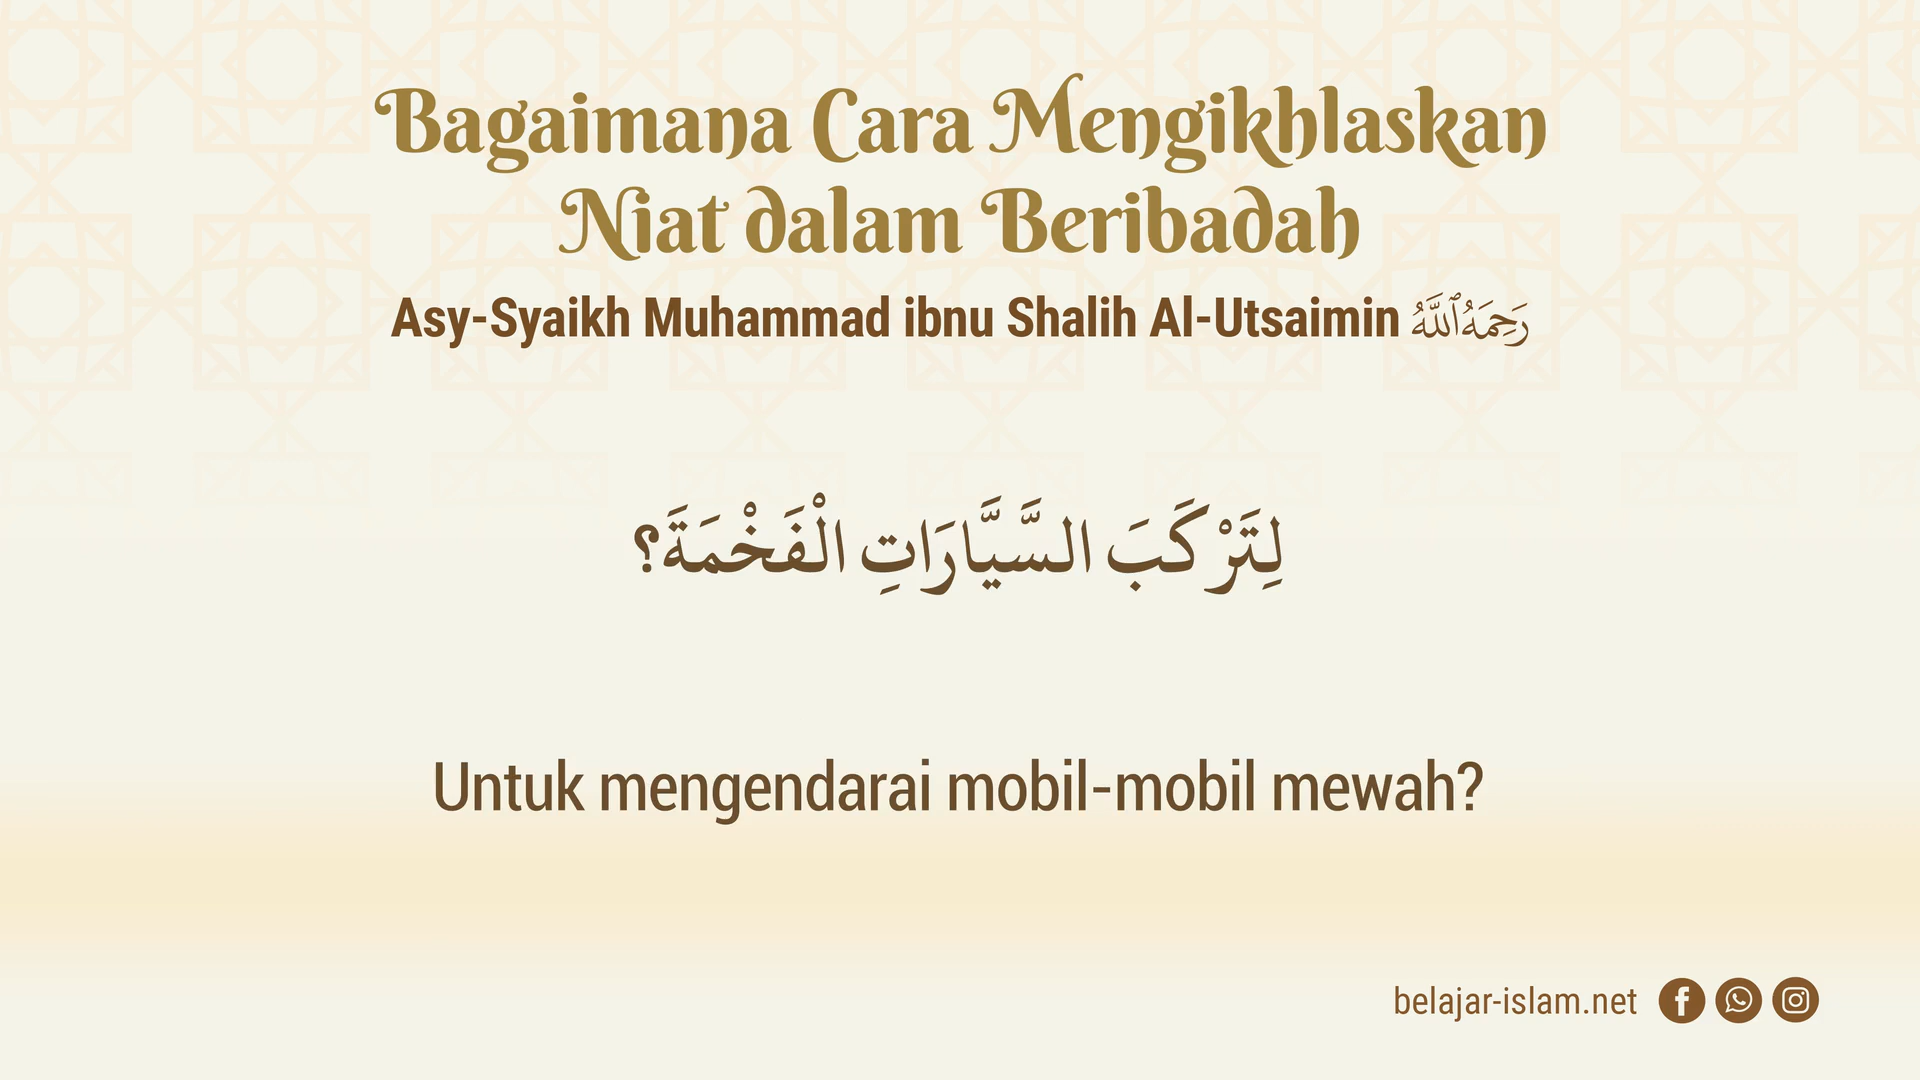 Bagaimana Cara Mengikhlaskan
Niat dalam Beribadah
Asy-Syaikh Muhammad ibnu Shalih Al-Utsaimin رَحِمَهُ ٱللَّهُ
لِتَرْكَبَ السَّيَّارَاتِ الْفَخْمَةَ؟
Untuk mengendarai mobil-mobil mewah?
belajar-islam.net